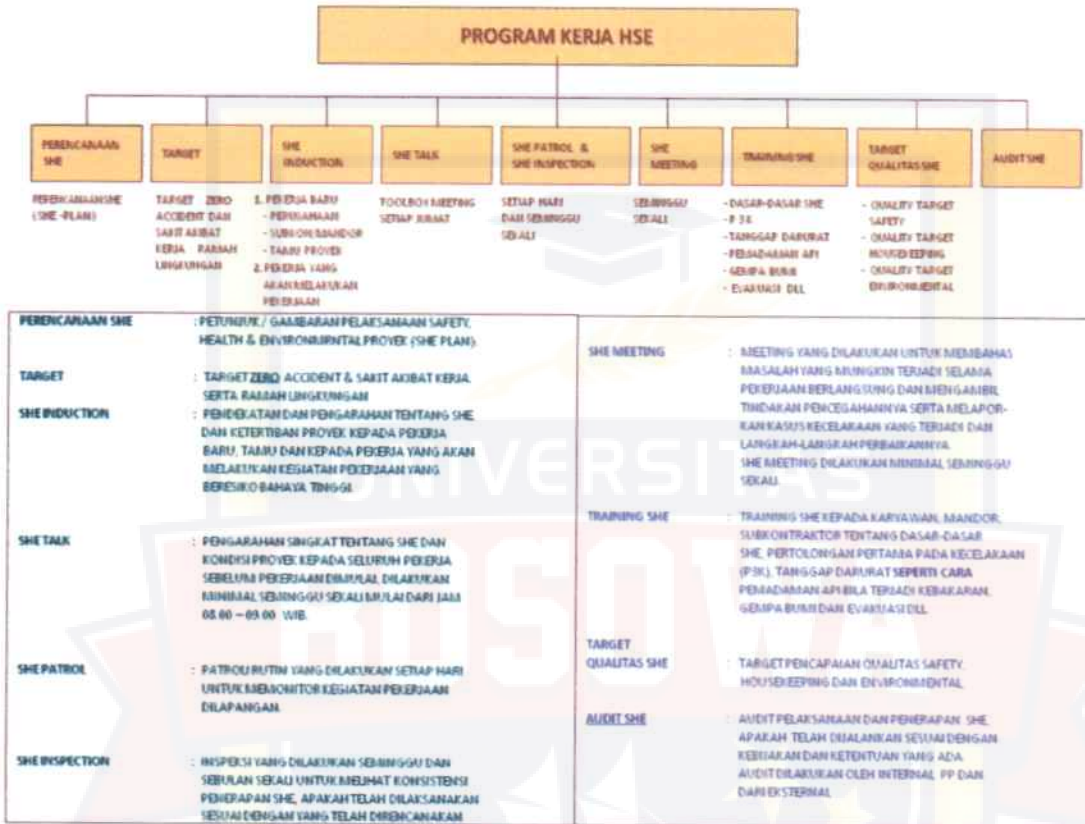 PROGRAM KERJA HSE
PERENCANAAN
SHE
TARGET
SHE
INDUCTION
SHE TALK
SHE PATROL &
SHE INSPECTION
SHE
MEETING
TRAINING SHE
TARGET
QUALITAS SHE
AUDIT SHE
PERENCANAAN SHE
(SHE -PLAN)
TARGET ZERO
ACCIDENT DAN
SAKIT AKIBAT
KERJA RAMAH
LINGKUNGAN
1. PEKERJA BARU
- PERUSAHAAN
- SUBKON/MANDOR
- TAMU PROYEK
2. PEKERJA YANG
AKAN MELAKUKAN
PEKERJAAN
TOOLBOX MEETING
SETIAP JUMAT
SETIAP HARI
DAN SEMINGGU
SEKALI
SEMINGGU
SEKALI
- DASAR-DASAR SHE
- P 3K
- TANGGAP DARURAT
- PEMADAMAN API
- GEMPA BUMI
- EVAKUASI DLL
- QUALITY TARGET
SAFETY
- QUALITY TARGET
HOUSEKEEPING
- QUALITY TARGET
ENVIRONMENTAL
PERENCANAAN SHE : PETUNJUK / GAMBARAN PELAKSANAAN SAFETY,
HEALTH & ENVIRONMRNTAL PROYEK (SHE PLAN)
TARGET : TARGET ZERO ACCIDENT & SAKIT AKIBAT KERJA
SERTA RAMAH LINGKUNGAN
SHE INDUCTION : PENDEKATAN DAN PENGARAHAN TENTANG SHE
DAN KETERTIBAN PROYEK KEPADA PEKERJA
BARU, TAMU DAN KEPADA PEKERJA YANG AKAN
MELAKUKAN KEGIATAN PEKERJAAN YANG
BERESIKO BAHAYA TINGGI.
SHE TALK : PENGARAHAN SINGKAT TENTANG SHE DAN
KONDISI PROYEK KEPADA SELURUH PEKERJA
SEBELUM PEKERJAAN DIMULAI, DILAKUKAN
MINIMAL SEMINGGU SEKALI MULAI DARI JAM
08.00 – 09.00 WIB.
SHE PATROL : PATROLI RUTIN YANG DILAKUKAN SETIAP HARI
UNTUK MEMONITOR KEGIATAN PEKERJAAN
DILAPANGAN
SHE INSPECTION : INSPEKSI YANG DILAKUKAN SEMINGGU DAN
SEBULAN SEKALI UNTUK MELIHAT KONSISTENSI
PENERAPAN SHE, APAKAH TELAH DILAKSANAKAN
SESUAI DENGAN YANG TELAH DIRENCANAKAN
SHE MEETING : MEETING YANG DILAKUKAN UNTUK MEMBAHAS
MASALAH YANG MUNGKIN TERJADI SELAMA
PEKERJAAN BERLANGSUNG DAN MENGAMBIL
TINDAKAN PENCEGAHANNYA SERTA MELAPOR-
KAN KASUS KECELAKAAN YANG TERJADI DAN
LANGKAH-LANGKAH PERBAIKANNYA.
SHE MEETING DILAKUKAN MINIMAL SEMINGGU
SEKALI.
TRAINING SHE : TRAINING SHE KEPADA KARYAWAN, MANDOR,
SUBKONTRAKTOR TENTANG DASAR-DASAR
SHE, PERTOLONGAN PERTAMA PADA KECELAKAAN
(P3K), TANGGAP DARURAT SEPERTI CARA
PEMADAMAN API BILA TERJADI KEBAKARAN,
GEMPA BUMI DAN EVAKUASI DLL.
TARGET
QUALITAS SHE : TARGET PENCAPAIAN QUALITAS SAFETY,
HOUSEKEEPING DAN ENVIRONMENTAL
AUDIT SHE : AUDIT PELAKSANAAN DAN PENERAPAN SHE,
APAKAH TELAH DIJALANKAN SESUAI DENGAN
KEBIJAKAN DAN KETENTUAN YANG ADA
AUDIT DILAKUKAN OLEH INTERNAL PP DAN
DARI EKSTERNAL
UNIVERSITAS
BOSOWA